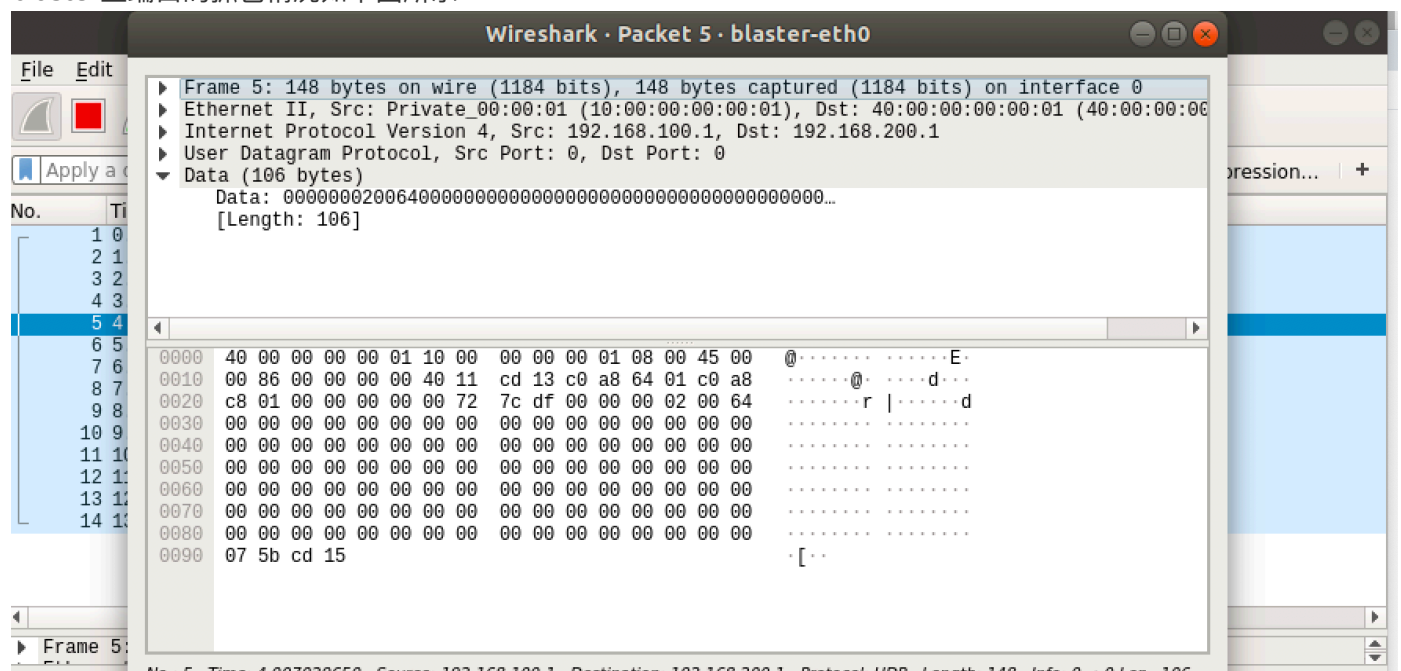 Wireshark · Packet 5 · blaster-eth0
File Edit
Apply a
pression... +
No. Ti
1 0
2 1
3 2
4 3
5 4
6 5
7 6
8 7
9 8
10 9
11 10
12 11
13 12
14 13
Frame 5: 148 bytes on wire (1184 bits), 148 bytes captured (1184 bits) on interface 0
Ethernet II, Src: Private_00:00:01 (10:00:00:00:00:01), Dst: 40:00:00:00:00:01 (40:00:00:00
Internet Protocol Version 4, Src: 192.168.100.1, Dst: 192.168.200.1
User Datagram Protocol, Src Port: 0, Dst Port: 0
Data (106 bytes)
Data: 000000020064000000000000000000000000000000000000…
[Length: 106]
0000 40 00 00 00 00 01 10 00 00 00 00 01 08 00 45 00 @······· ······E·
0010 00 86 00 00 00 00 40 11 cd 13 c0 a8 64 01 c0 a8 ······@· ····d···
0020 c8 01 00 00 00 00 00 72 7c df 00 00 00 02 00 64 ·······r |······d
0030 00 00 00 00 00 00 00 00 00 00 00 00 00 00 00 00 ········ ········
0040 00 00 00 00 00 00 00 00 00 00 00 00 00 00 00 00 ········ ········
0050 00 00 00 00 00 00 00 00 00 00 00 00 00 00 00 00 ········ ········
0060 00 00 00 00 00 00 00 00 00 00 00 00 00 00 00 00 ········ ········
0070 00 00 00 00 00 00 00 00 00 00 00 00 00 00 00 00 ········ ········
0080 00 00 00 00 00 00 00 00 00 00 00 00 00 00 00 00 ········ ········
0090 07 5b cd 15 ·[··
Frame 5: